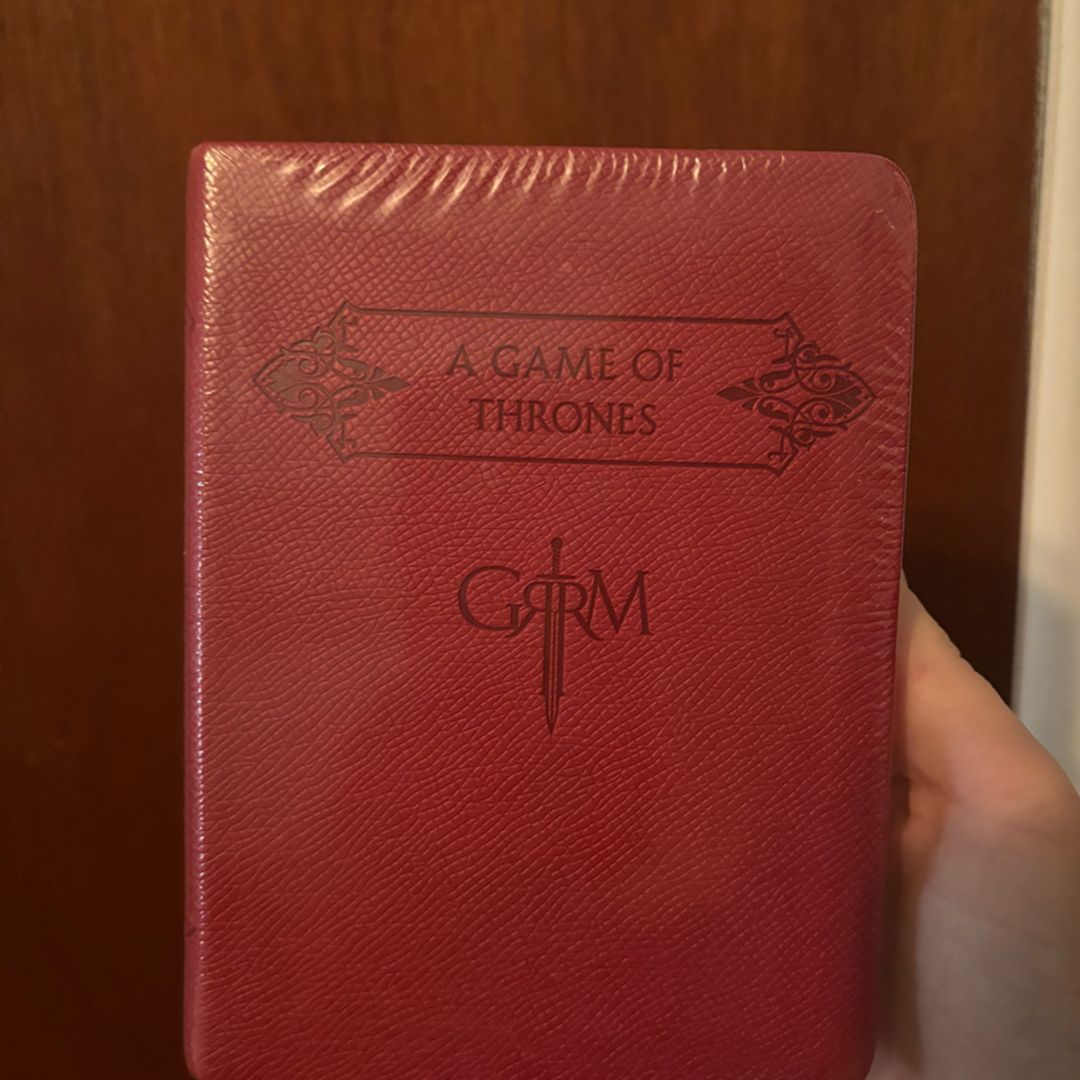 A GAME OF
THRONES
GRRM